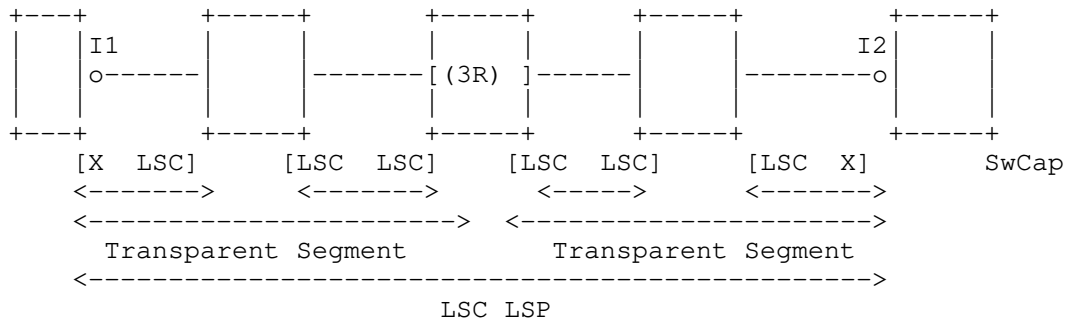 I1 I2
(3R)
[X LSC] [LSC LSC] [LSC LSC] [LSC X] SwCap
Transparent Segment Transparent Segment
LSC LSP